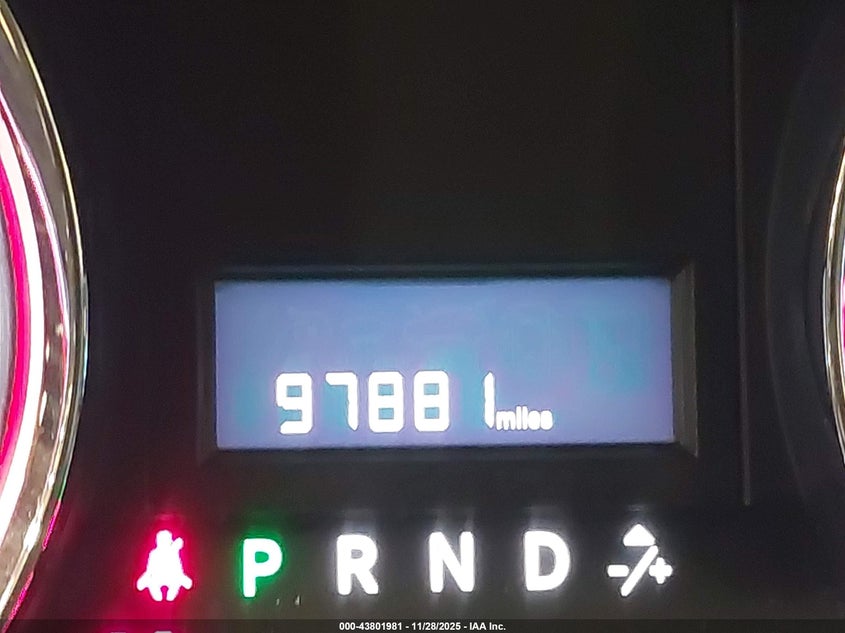 97881 miles
P R N D -/+
000-43801981 - 11/28/2025 - IAA Inc.